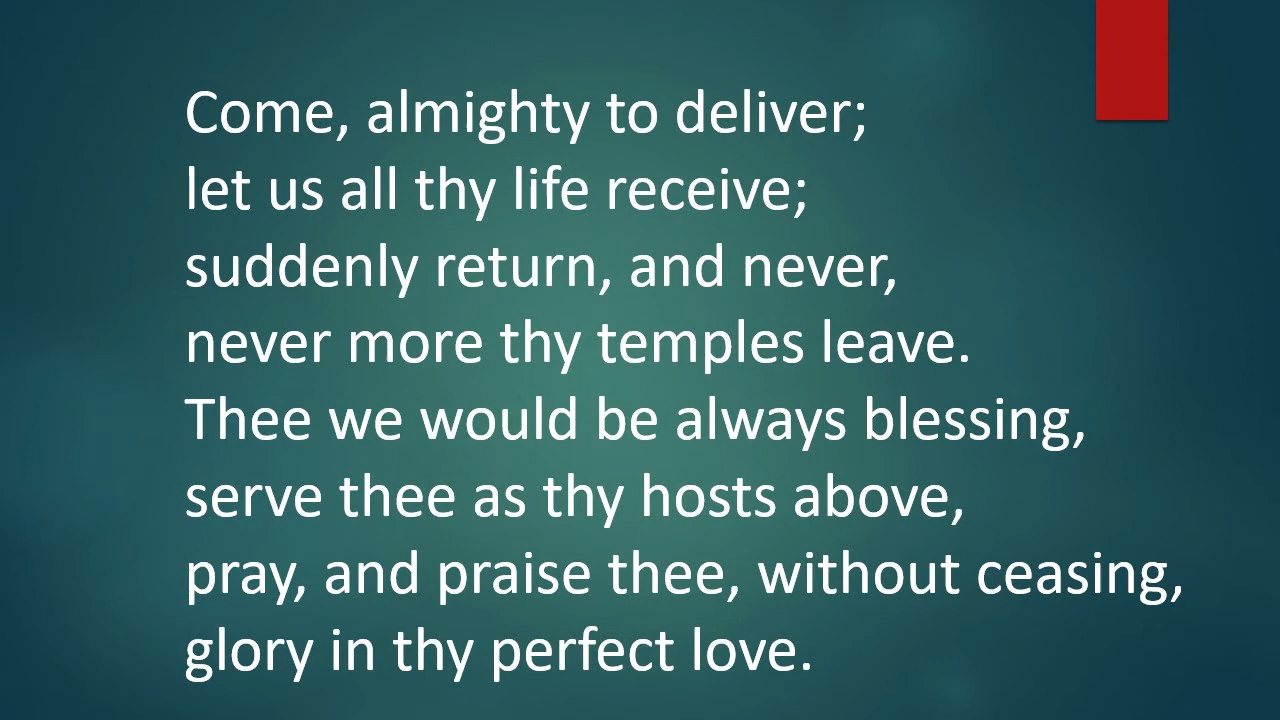 Come, almighty to deliver;
let us all thy life receive;
suddenly return, and never,
never more thy temples leave.
Thee we would be always blessing,
serve thee as thy hosts above,
pray, and praise thee, without ceasing,
glory in thy perfect love.